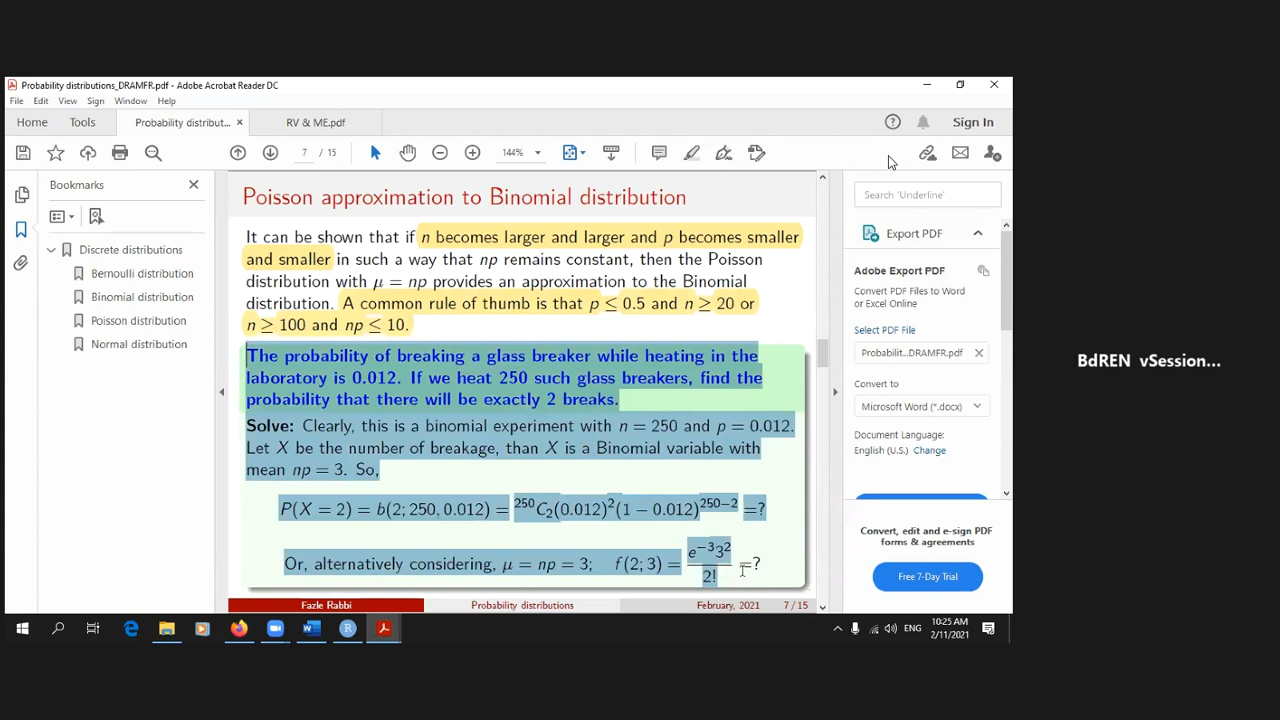 Probability distributions_DRAMFR.pdf - Adobe Acrobat Reader DC
File Edit View Sign Window Help
Home Tools Probability distribut... × RV & ME.pdf Sign In
7 / 15 144%
Bookmarks
Discrete distributions
Bernoulli distribution
Binomial distribution
Poisson distribution
Normal distribution
Poisson approximation to Binomial distribution
It can be shown that if n becomes larger and larger and p becomes smaller
and smaller in such a way that np remains constant, then the Poisson
distribution with μ = np provides an approximation to the Binomial
distribution. A common rule of thumb is that p ≤ 0.5 and n ≥ 20 or
n ≥ 100 and np ≤ 10.
The probability of breaking a glass breaker while heating in the
laboratory is 0.012. If we heat 250 such glass breakers, find the
probability that there will be exactly 2 breaks.
Solve: Clearly, this is a binomial experiment with n = 250 and p = 0.012.
Let X be the number of breakage, than X is a Binomial variable with
mean np = 3. So,
P(X = 2) = b(2; 250, 0.012) = ²⁵⁰C₂(0.012)²(1 − 0.012)²⁵⁰⁻² =?
Or, alternatively considering, μ = np = 3; f(2; 3) = e⁻³3²/2! =?
Fazle Rabbi Probability distributions February, 2021 7 / 15
Search 'Underline'
Export PDF
Adobe Export PDF
Convert PDF Files to Word
or Excel Online
Select PDF File
Probabilit...DRAMFR.pdf ×
Convert to
Microsoft Word (*.docx)
Document Language:
English (U.S.) Change
Convert, edit and e-sign PDF
forms & agreements
Free 7-Day Trial
BdREN vSession...
ENG
10:25 AM
2/11/2021